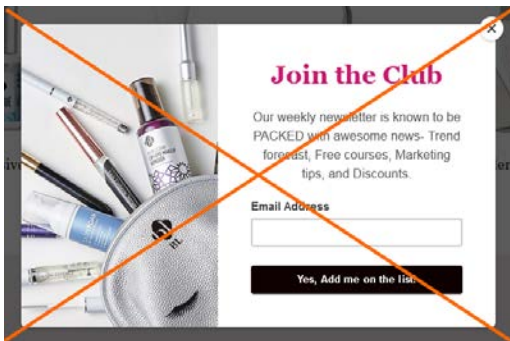 Join the Club
Our weekly newsletter is known to be
PACKED with awesome news- Trend
forecast, Free courses, Marketing
tips, and Discounts.
Email Address
Yes, Add me on the list!
BL